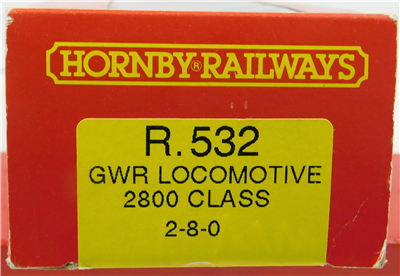 HORNBY® RAILWAYS
R.532
GWR LOCOMOTIVE
2800 CLASS
2-8-0